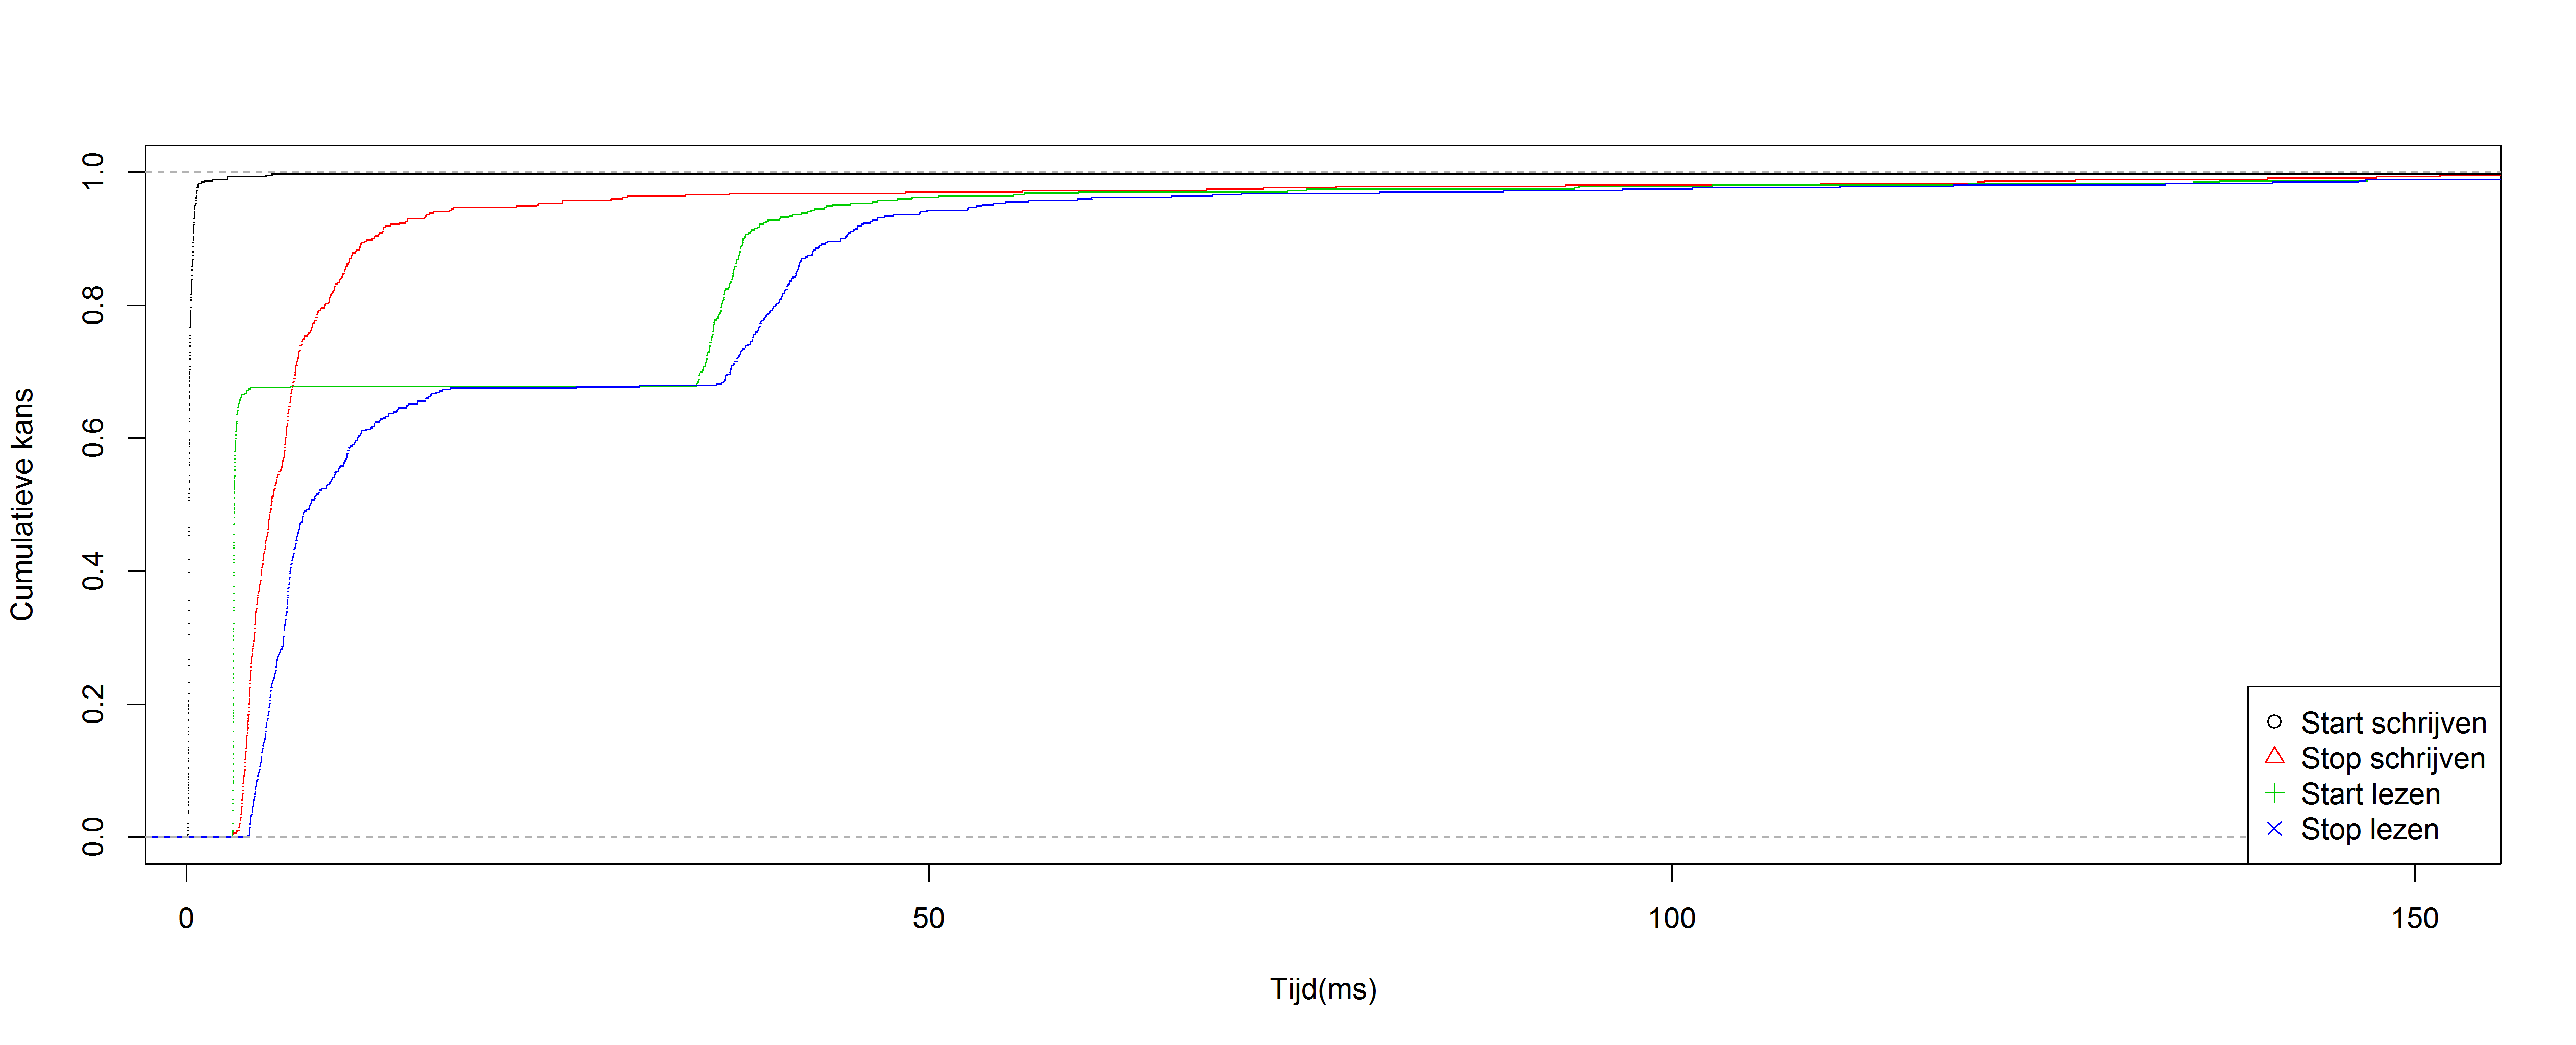 Cumulatieve kans
1.0
0.8
0.6
0.4
0.2
0.0
0 50 100 150
Tijd(ms)
Start schrijven
Stop schrijven
Start lezen
Stop lezen